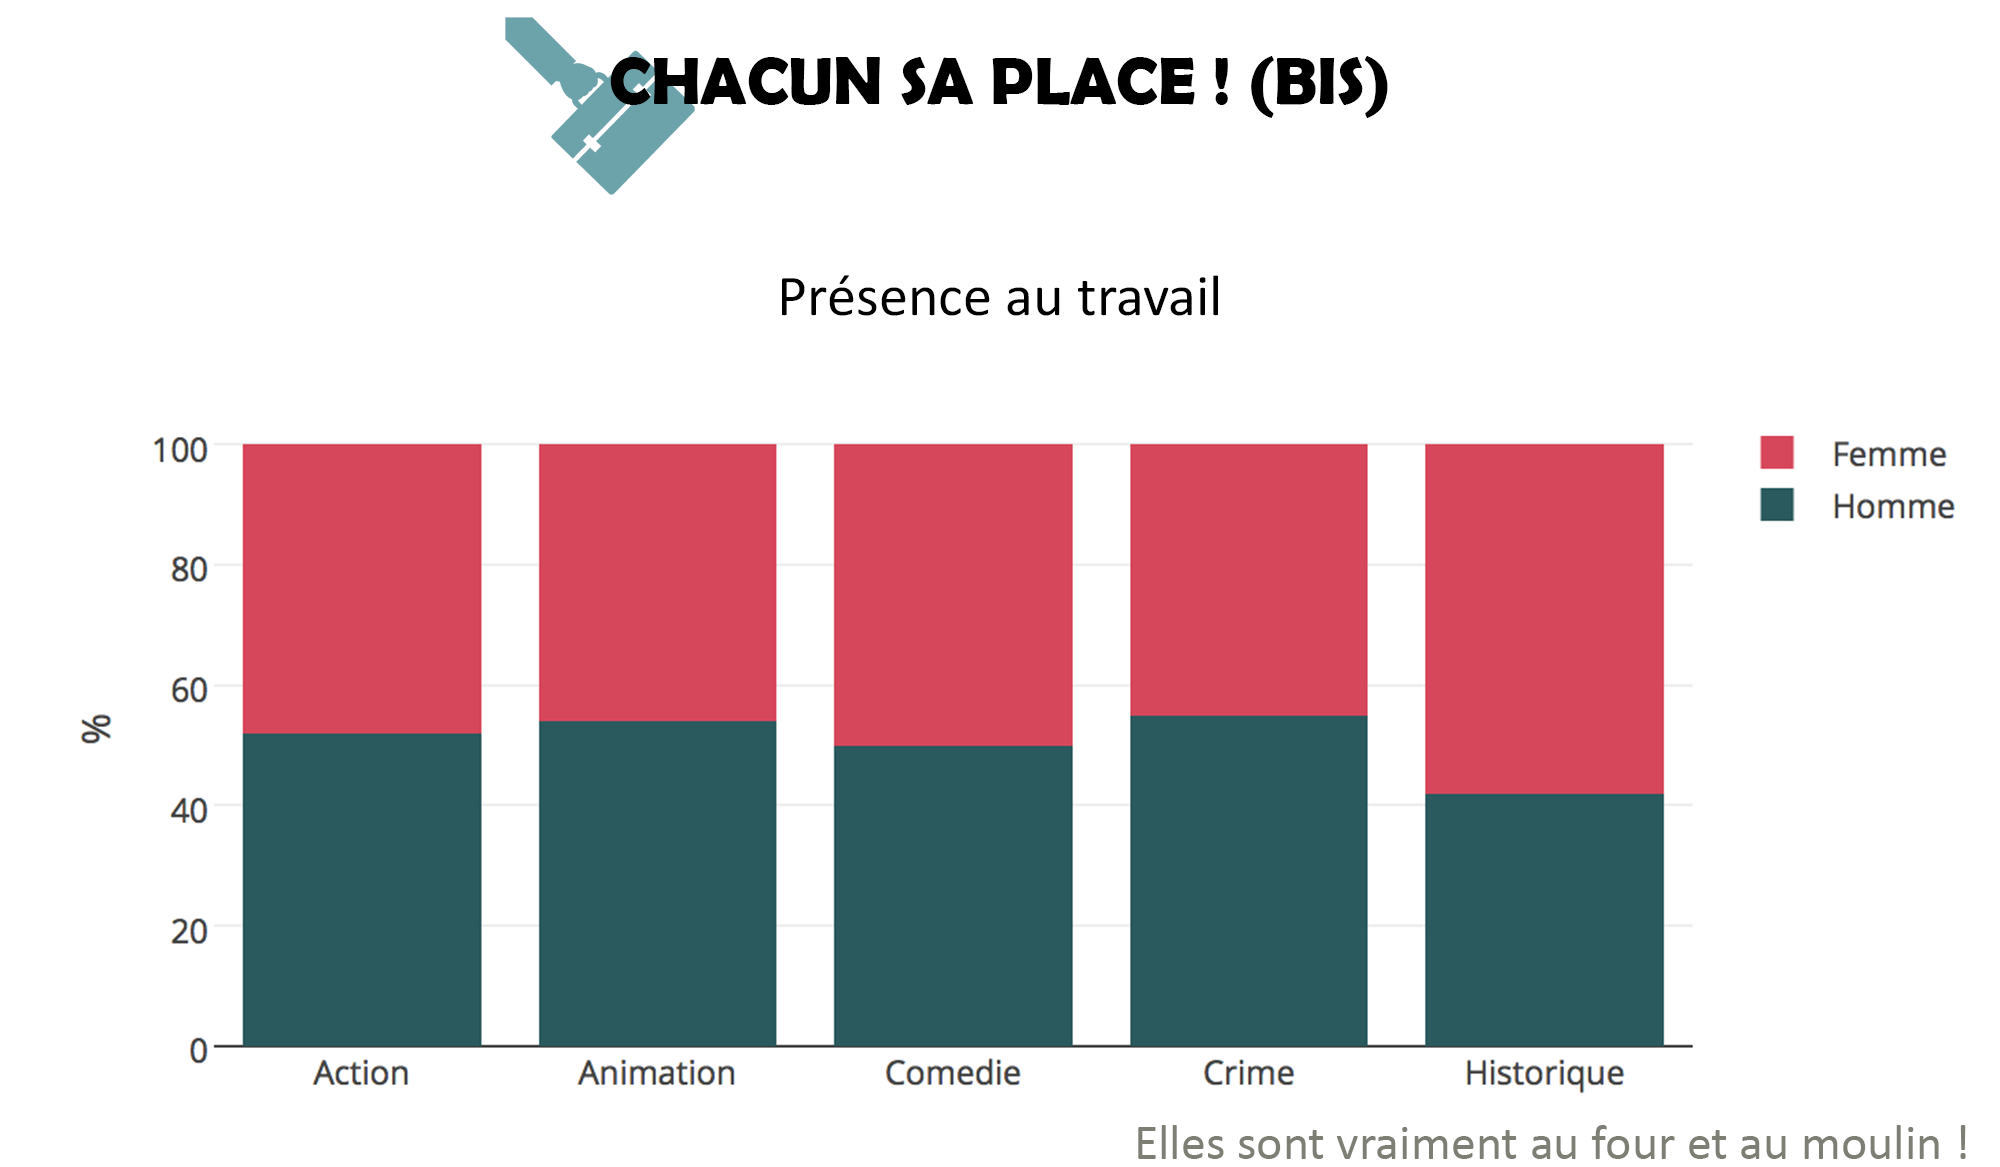 CHACUN SA PLACE ! (BIS)
Présence au travail
100
80
60
40
20
0
%
Femme
Homme
Action
Animation
Comedie
Crime
Historique
Elles sont vraiment au four et au moulin !